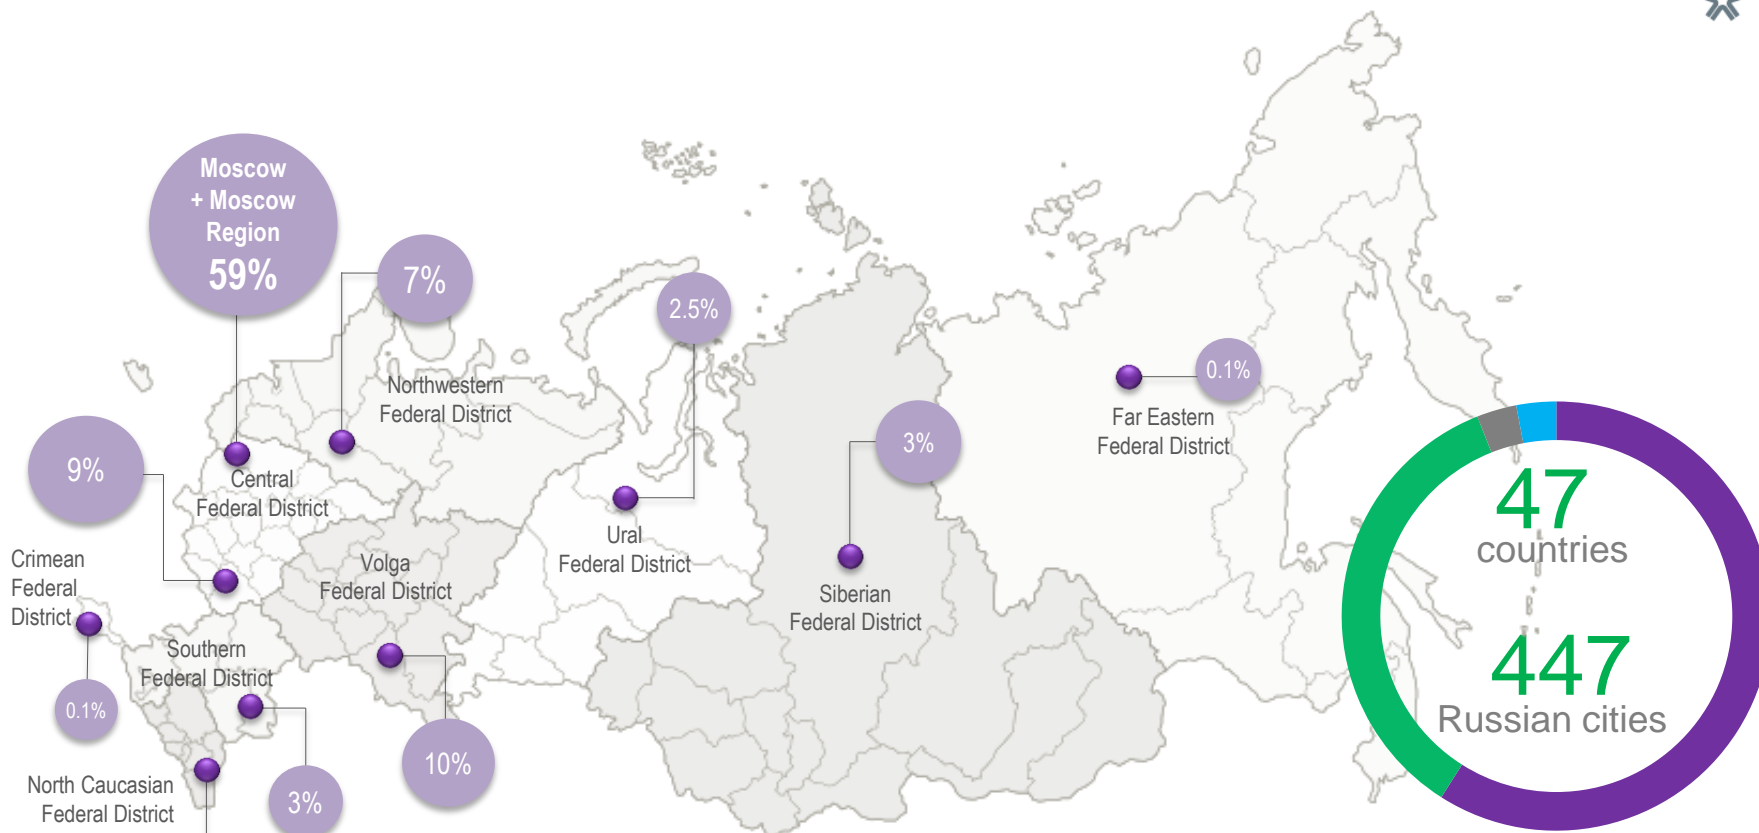 Moscow
+ Moscow
Region
59%
7%
2.5%
Northwestern
Federal District
0.1%
Far Eastern
Federal District
9%
3%
Central
Federal District
47
countries
Ural
Federal District
Crimean
Federal
District
Volga
Federal District
Siberian
Federal District
Southern
Federal District
447
Russian cities
0.1%
10%
North Caucasian
Federal District
3%